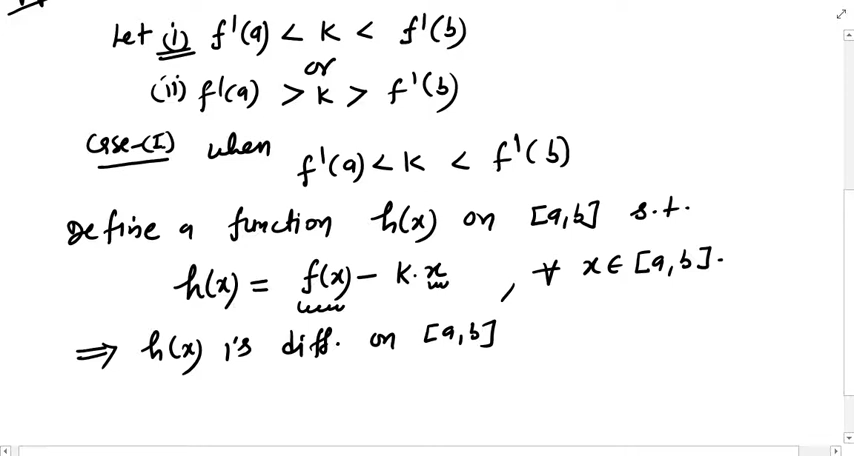 Let (i) f'(a) < K < f'(b)
or
(ii) f'(a) > K > f'(b)
Case-(I) when f'(a) < K < f'(b)
Define a function h(x) on [a,b] s.t.
h(x) = f(x) - K·x , ∀ x ∈ [a,b].
⟹ h(x) is diff. on [a,b]